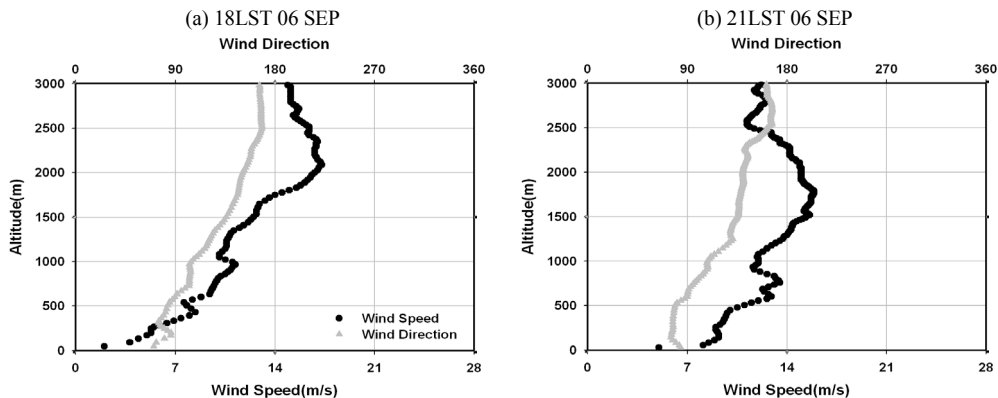 (a) 18LST 06 SEP
Wind Direction
0 90 180 270 360
3000
2500
2000
1500
1000
500
0
Altitude(m)
Wind Speed
Wind Direction
0 7 14 21 28
Wind Speed(m/s)
(b) 21LST 06 SEP
Wind Direction
0 90 180 270 360
3000
2500
2000
1500
1000
500
0
Altitude(m)
0 7 14 21 28
Wind Speed(m/s)